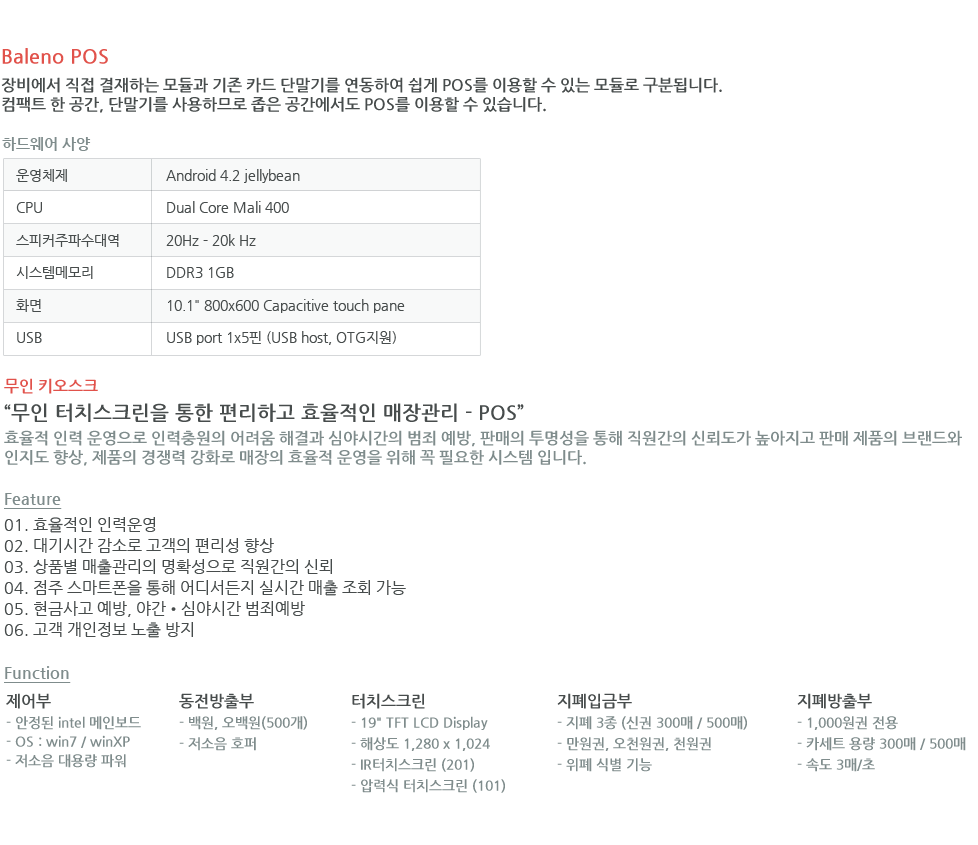 Baleno POS
장비에서 직접 결재하는 모듈과 기존 카드 단말기를 연동하여 쉽게 POS를 이용할 수 있는 모듈로 구분됩니다.
컴팩트 한 공간, 단말기를 사용하므로 좁은 공간에서도 POS를 이용할 수 있습니다.
하드웨어 사양
운영체제 Android 4.2 jellybean
CPU Dual Core Mali 400
스피커주파수대역 20Hz - 20k Hz
시스템메모리 DDR3 1GB
화면 10.1" 800x600 Capacitive touch pane
USB USB port 1x5핀 (USB host, OTG지원)
무인 키오스크
“무인 터치스크린을 통한 편리하고 효율적인 매장관리 - POS”
효율적 인력 운영으로 인력충원의 어려움 해결과 심야시간의 범죄 예방, 판매의 투명성을 통해 직원간의 신뢰도가 높아지고 판매 제품의 브랜드와
인지도 향상, 제품의 경쟁력 강화로 매장의 효율적 운영을 위해 꼭 필요한 시스템 입니다.
Feature
01. 효율적인 인력운영
02. 대기시간 감소로 고객의 편리성 향상
03. 상품별 매출관리의 명확성으로 직원간의 신뢰
04. 점주 스마트폰을 통해 어디서든지 실시간 매출 조회 가능
05. 현금사고 예방, 야간 • 심야시간 범죄예방
06. 고객 개인정보 노출 방지
Function
제어부
- 안정된 intel 메인보드
- OS : win7 / winXP
- 저소음 대용량 파워
동전방출부
- 백원, 오백원(500개)
- 저소음 호퍼
터치스크린
- 19" TFT LCD Display
- 해상도 1,280 x 1,024
- IR터치스크린 (201)
- 압력식 터치스크린 (101)
지폐입금부
- 지폐 3종 (신권 300매 / 500매)
- 만원권, 오천원권, 천원권
- 위폐 식별 기능
지폐방출부
- 1,000원권 전용
- 카세트 용량 300매 / 500매
- 속도 3매/초